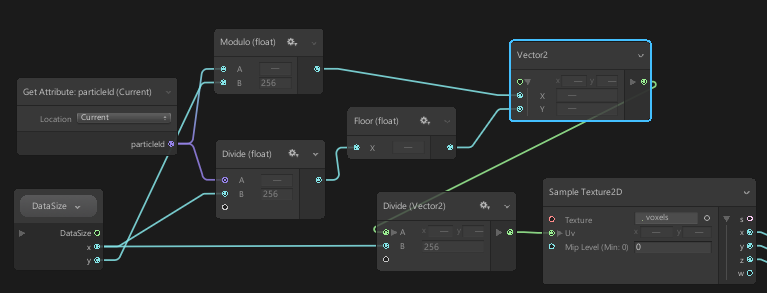 Modulo (float)
A —
B 256
Vector2
x — y —
X —
Y —
Get Attribute: particleId (Current)
Location Current
particleId
Floor (float)
X —
Divide (float)
A —
B 256
DataSize
DataSize
x
y
Divide (Vector2)
A x — y —
B 256
Sample Texture2D
Texture voxels s
Uv x — y — x
Mip Level (Min: 0) 0 y
z
w